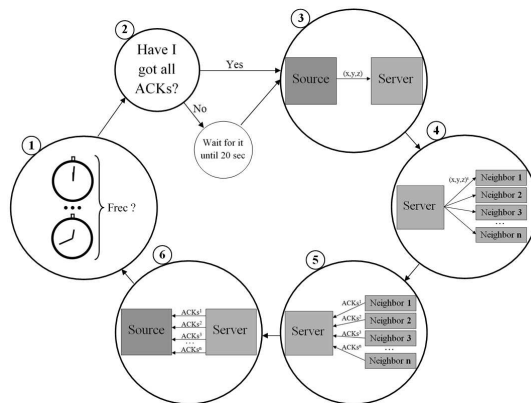 1
Frec ?
2
Have I
got all
ACKs?
Yes
No
Wait for it
until 20 sec
3
Source
(x,y,z)
Server
4
Server
(x,y,z)¹
Neighbor 1
Neighbor 2
Neighbor 3
...
Neighbor n
5
Server
ACKs¹
ACKs²
ACKs³
ACKsⁿ
Neighbor 1
Neighbor 2
Neighbor 3
...
Neighbor n
6
Source
ACKs¹
ACKs²
ACKs³
...
ACKsⁿ
Server